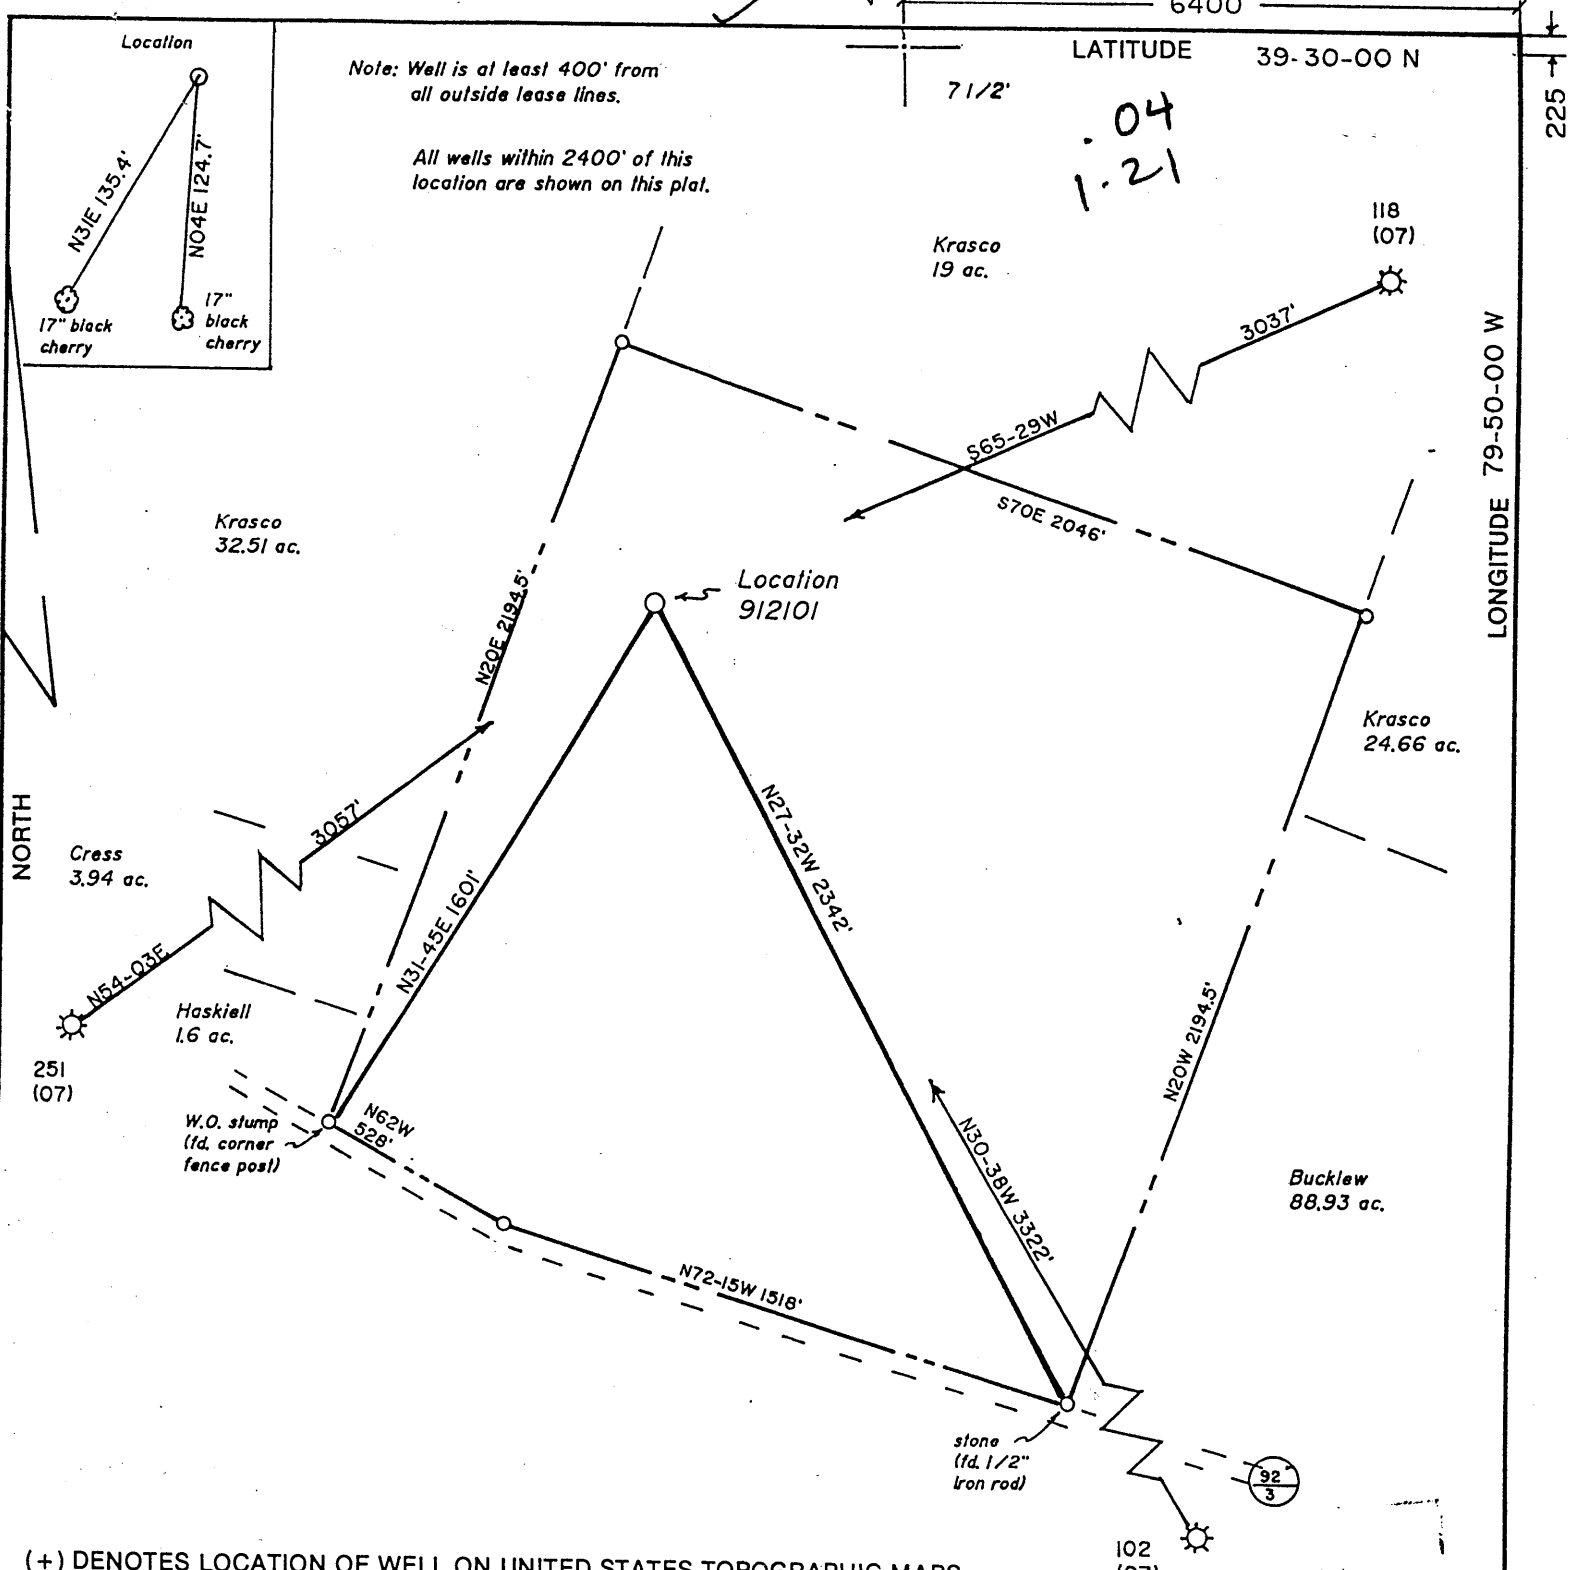 6400
LATITUDE 39-30-00 N
225
7 1/2'
.04
1.21
Location
N31E 135.4'
N04E 124.7'
17" black
cherry
17"
black
cherry
Note: Well is at least 400' from
all outside lease lines.
All wells within 2400' of this
location are shown on this plat.
Krasco
19 ac.
118
(07)
3037'
S65-29W
S70E 2046'
LONGITUDE 79-50-00 W
Krasco
32.51 ac.
Location
912101
N20E 2194.5'
Krasco
24.66 ac.
NORTH
Cress
3.94 ac.
3057'
N54-03E
N31-45E 1601'
N27-32W 2342'
Haskiell
1.6 ac.
251
(07)
W.O. stump
(fd. corner
fence post)
N62W
528'
N20W 2194.5'
N30-38W 3322'
Bucklew
88.93 ac.
N72-15W 1518'
stone
(fd. 1/2"
Iron rod)
92
3
102
(07)
(+) DENOTES LOCATION OF WELL ON UNITED STATES TOPOGRAPHIC MAPS